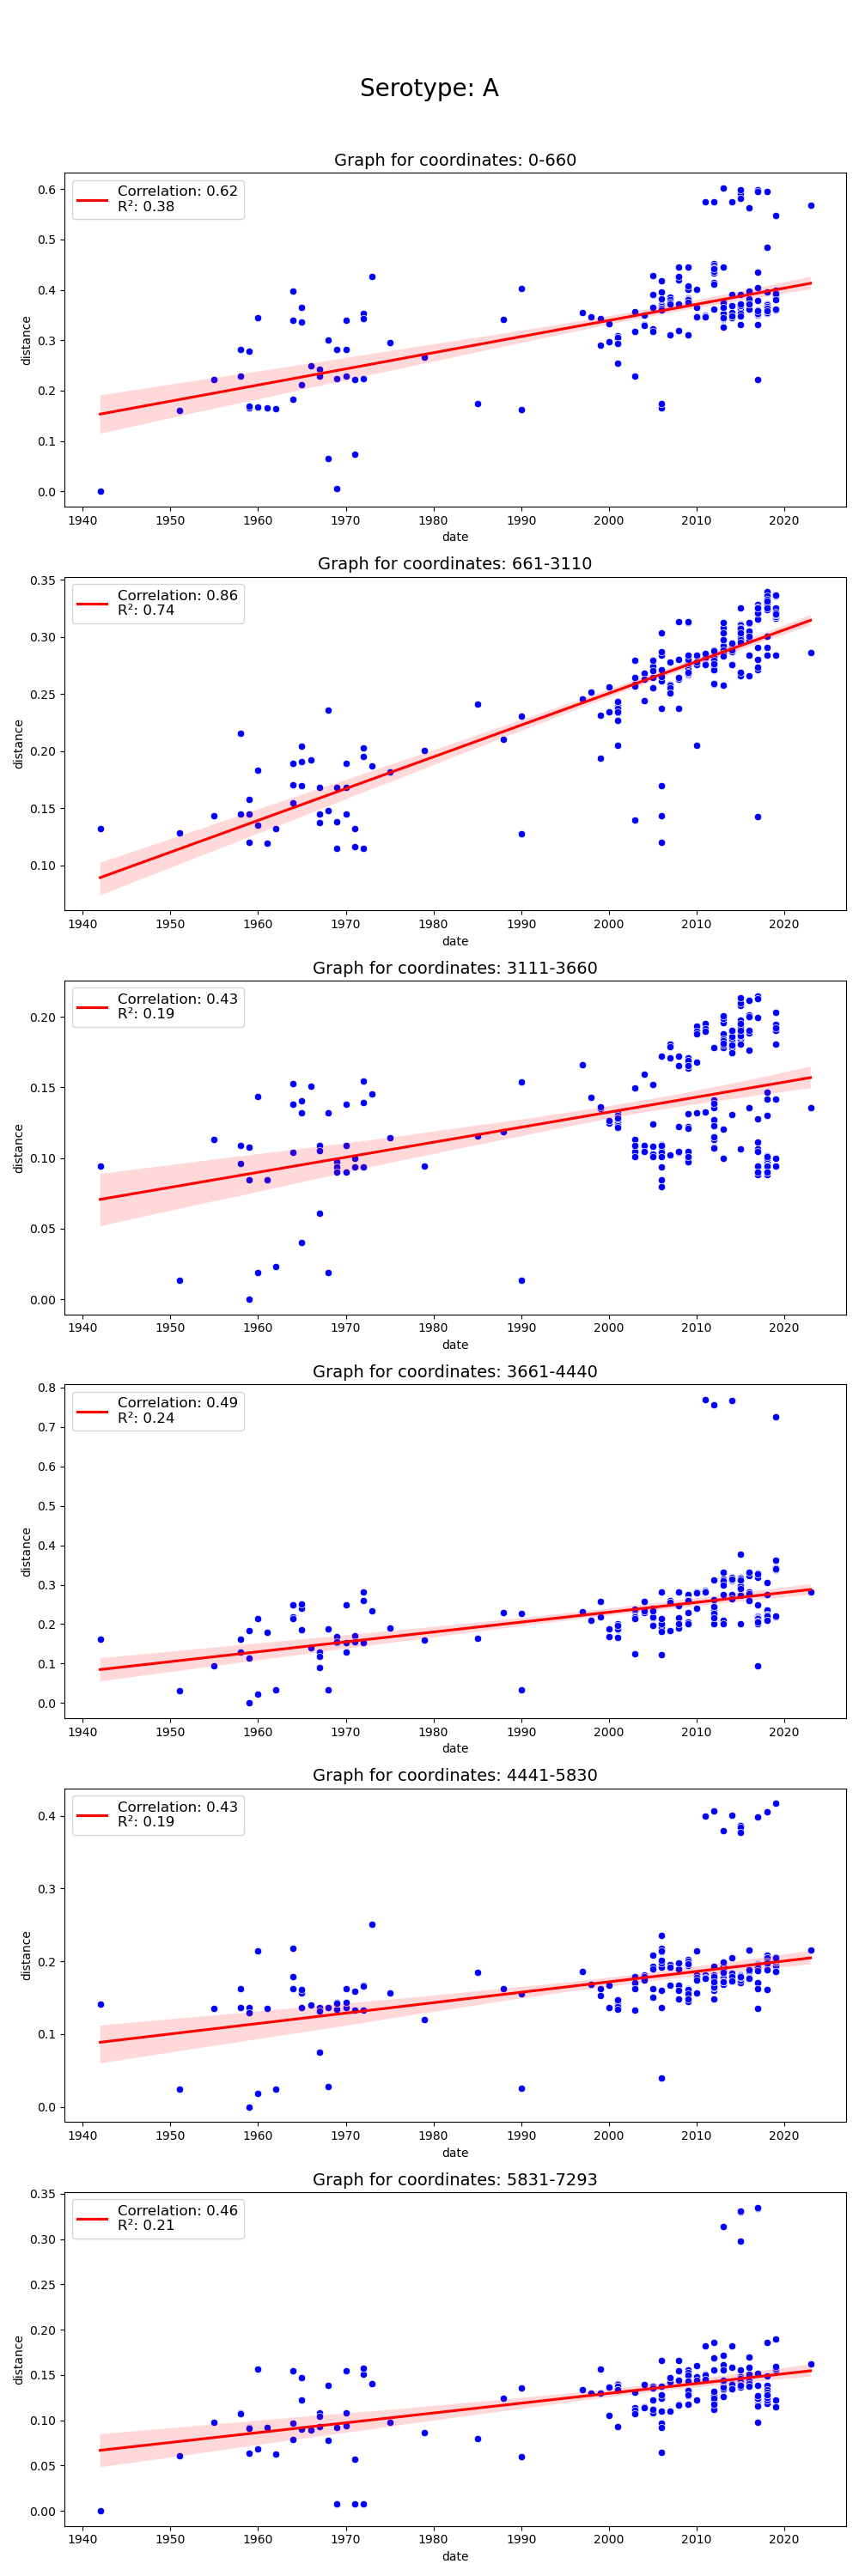 Serotype: A
Graph for coordinates: 0-660
Correlation: 0.62
R²: 0.38
0.6
0.5
0.4
0.3
0.2
0.1
0.0
distance
1940 1950 1960 1970 1980 1990 2000 2010 2020
date
Graph for coordinates: 661-3110
Correlation: 0.86
R²: 0.74
0.35
0.30
0.25
0.20
0.15
0.10
distance
1940 1950 1960 1970 1980 1990 2000 2010 2020
date
Graph for coordinates: 3111-3660
Correlation: 0.43
R²: 0.19
0.20
0.15
0.10
0.05
0.00
distance
1940 1950 1960 1970 1980 1990 2000 2010 2020
date
Graph for coordinates: 3661-4440
Correlation: 0.49
R²: 0.24
0.8
0.7
0.6
0.5
0.4
0.3
0.2
0.1
0.0
distance
1940 1950 1960 1970 1980 1990 2000 2010 2020
date
Graph for coordinates: 4441-5830
Correlation: 0.43
R²: 0.19
0.4
0.3
0.2
0.1
0.0
distance
1940 1950 1960 1970 1980 1990 2000 2010 2020
date
Graph for coordinates: 5831-7293
Correlation: 0.46
R²: 0.21
0.35
0.30
0.25
0.20
0.15
0.10
0.05
0.00
distance
1940 1950 1960 1970 1980 1990 2000 2010 2020
date